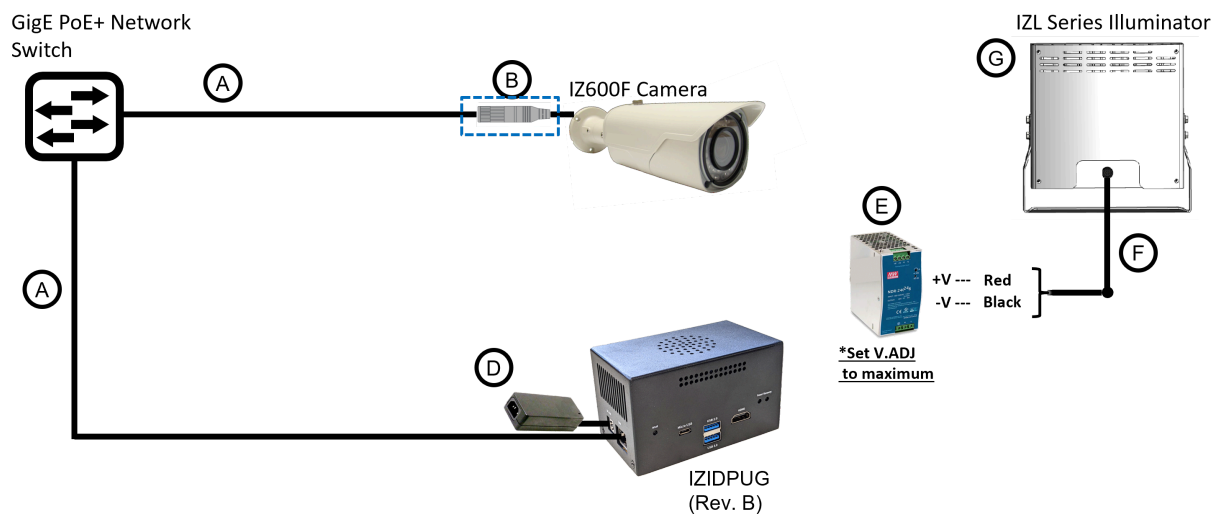 GigE PoE+ Network
Switch
IZL Series Illuminator
G
A
B
IZ600F Camera
E
F
+V --- Red
-V --- Black
A
*Set V.ADJ
to maximum
D
IZIDPUG
(Rev. B)